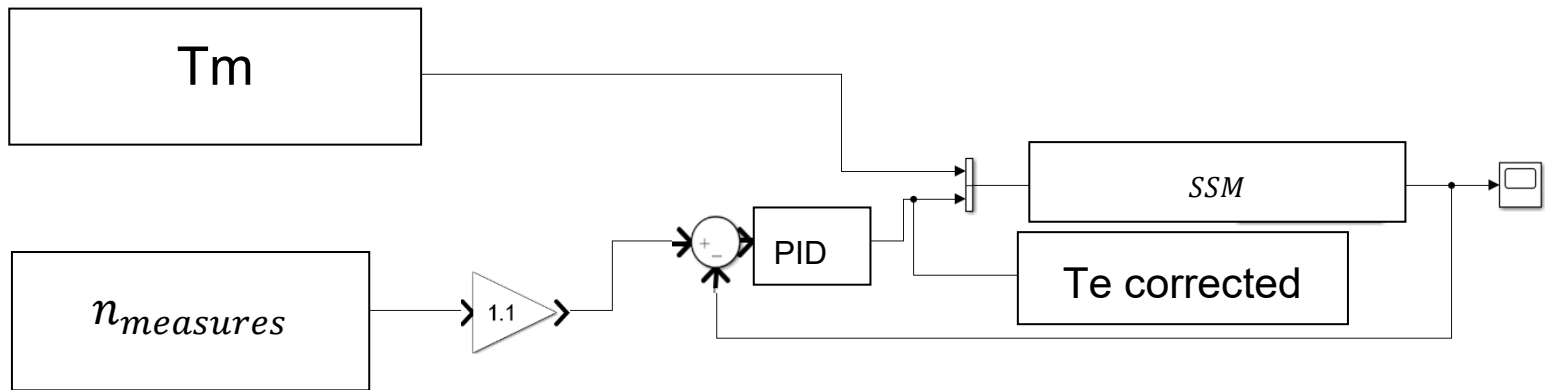 Tm
SSM
+
−
PID
Te corrected
n_measures
1.1